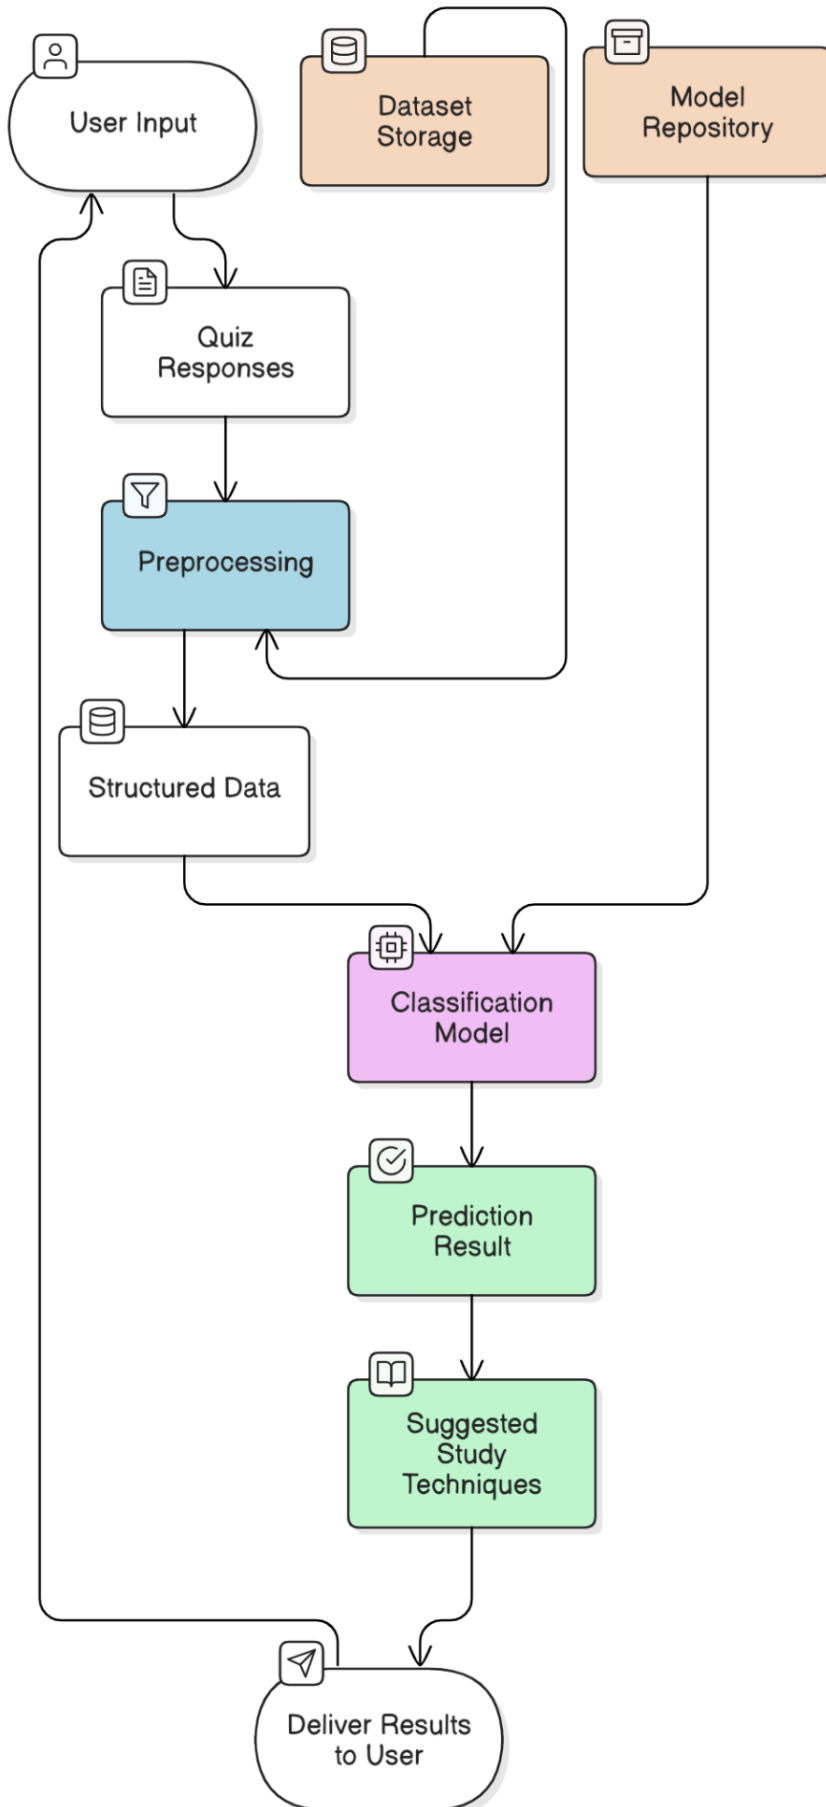 User Input
Dataset
Storage
Model
Repository
Quiz
Responses
Preprocessing
Structured Data
Classification
Model
Prediction
Result
Suggested
Study
Techniques
Deliver Results
to User